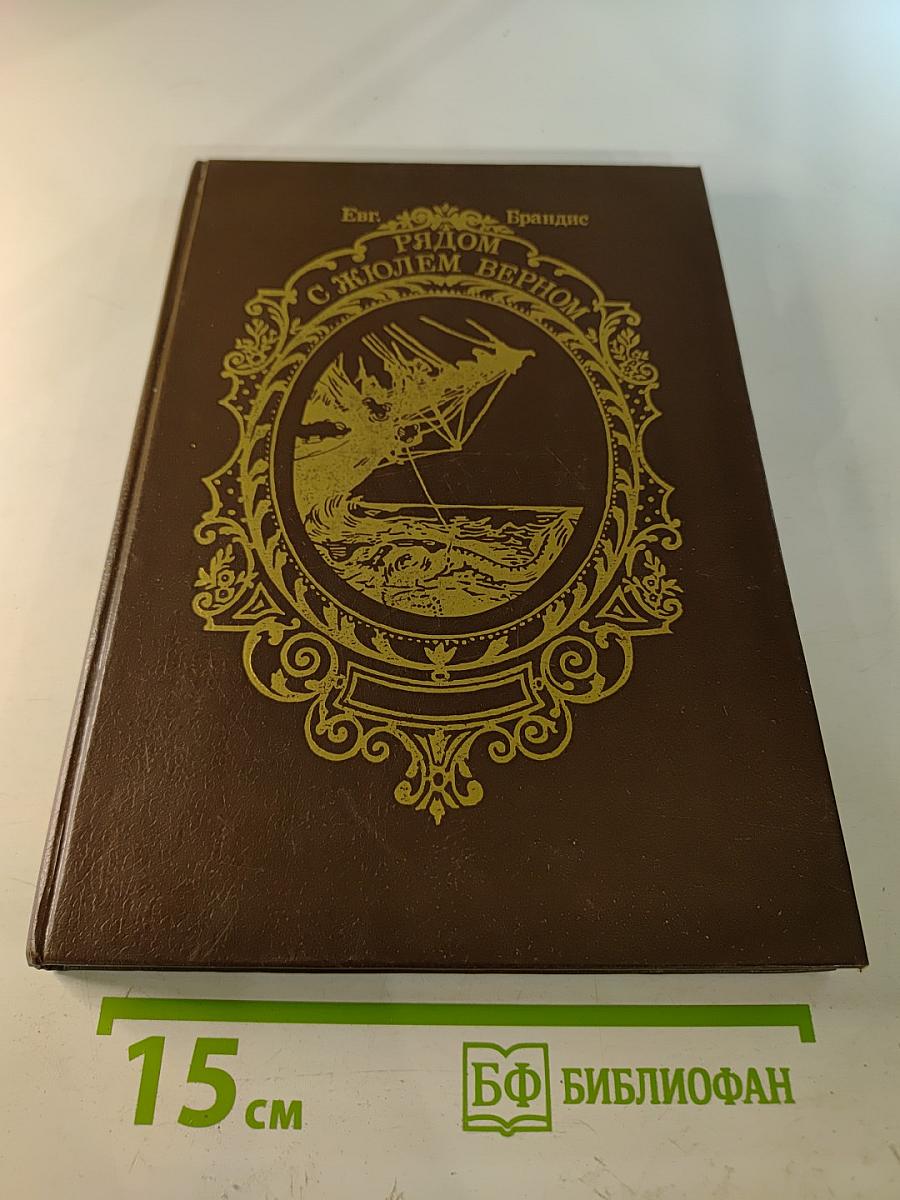 Евг. Брандис
РЯДОМ
С ЖЮЛЕМ ВЕРНОМ
15 см
БФ БИБЛИОФАН